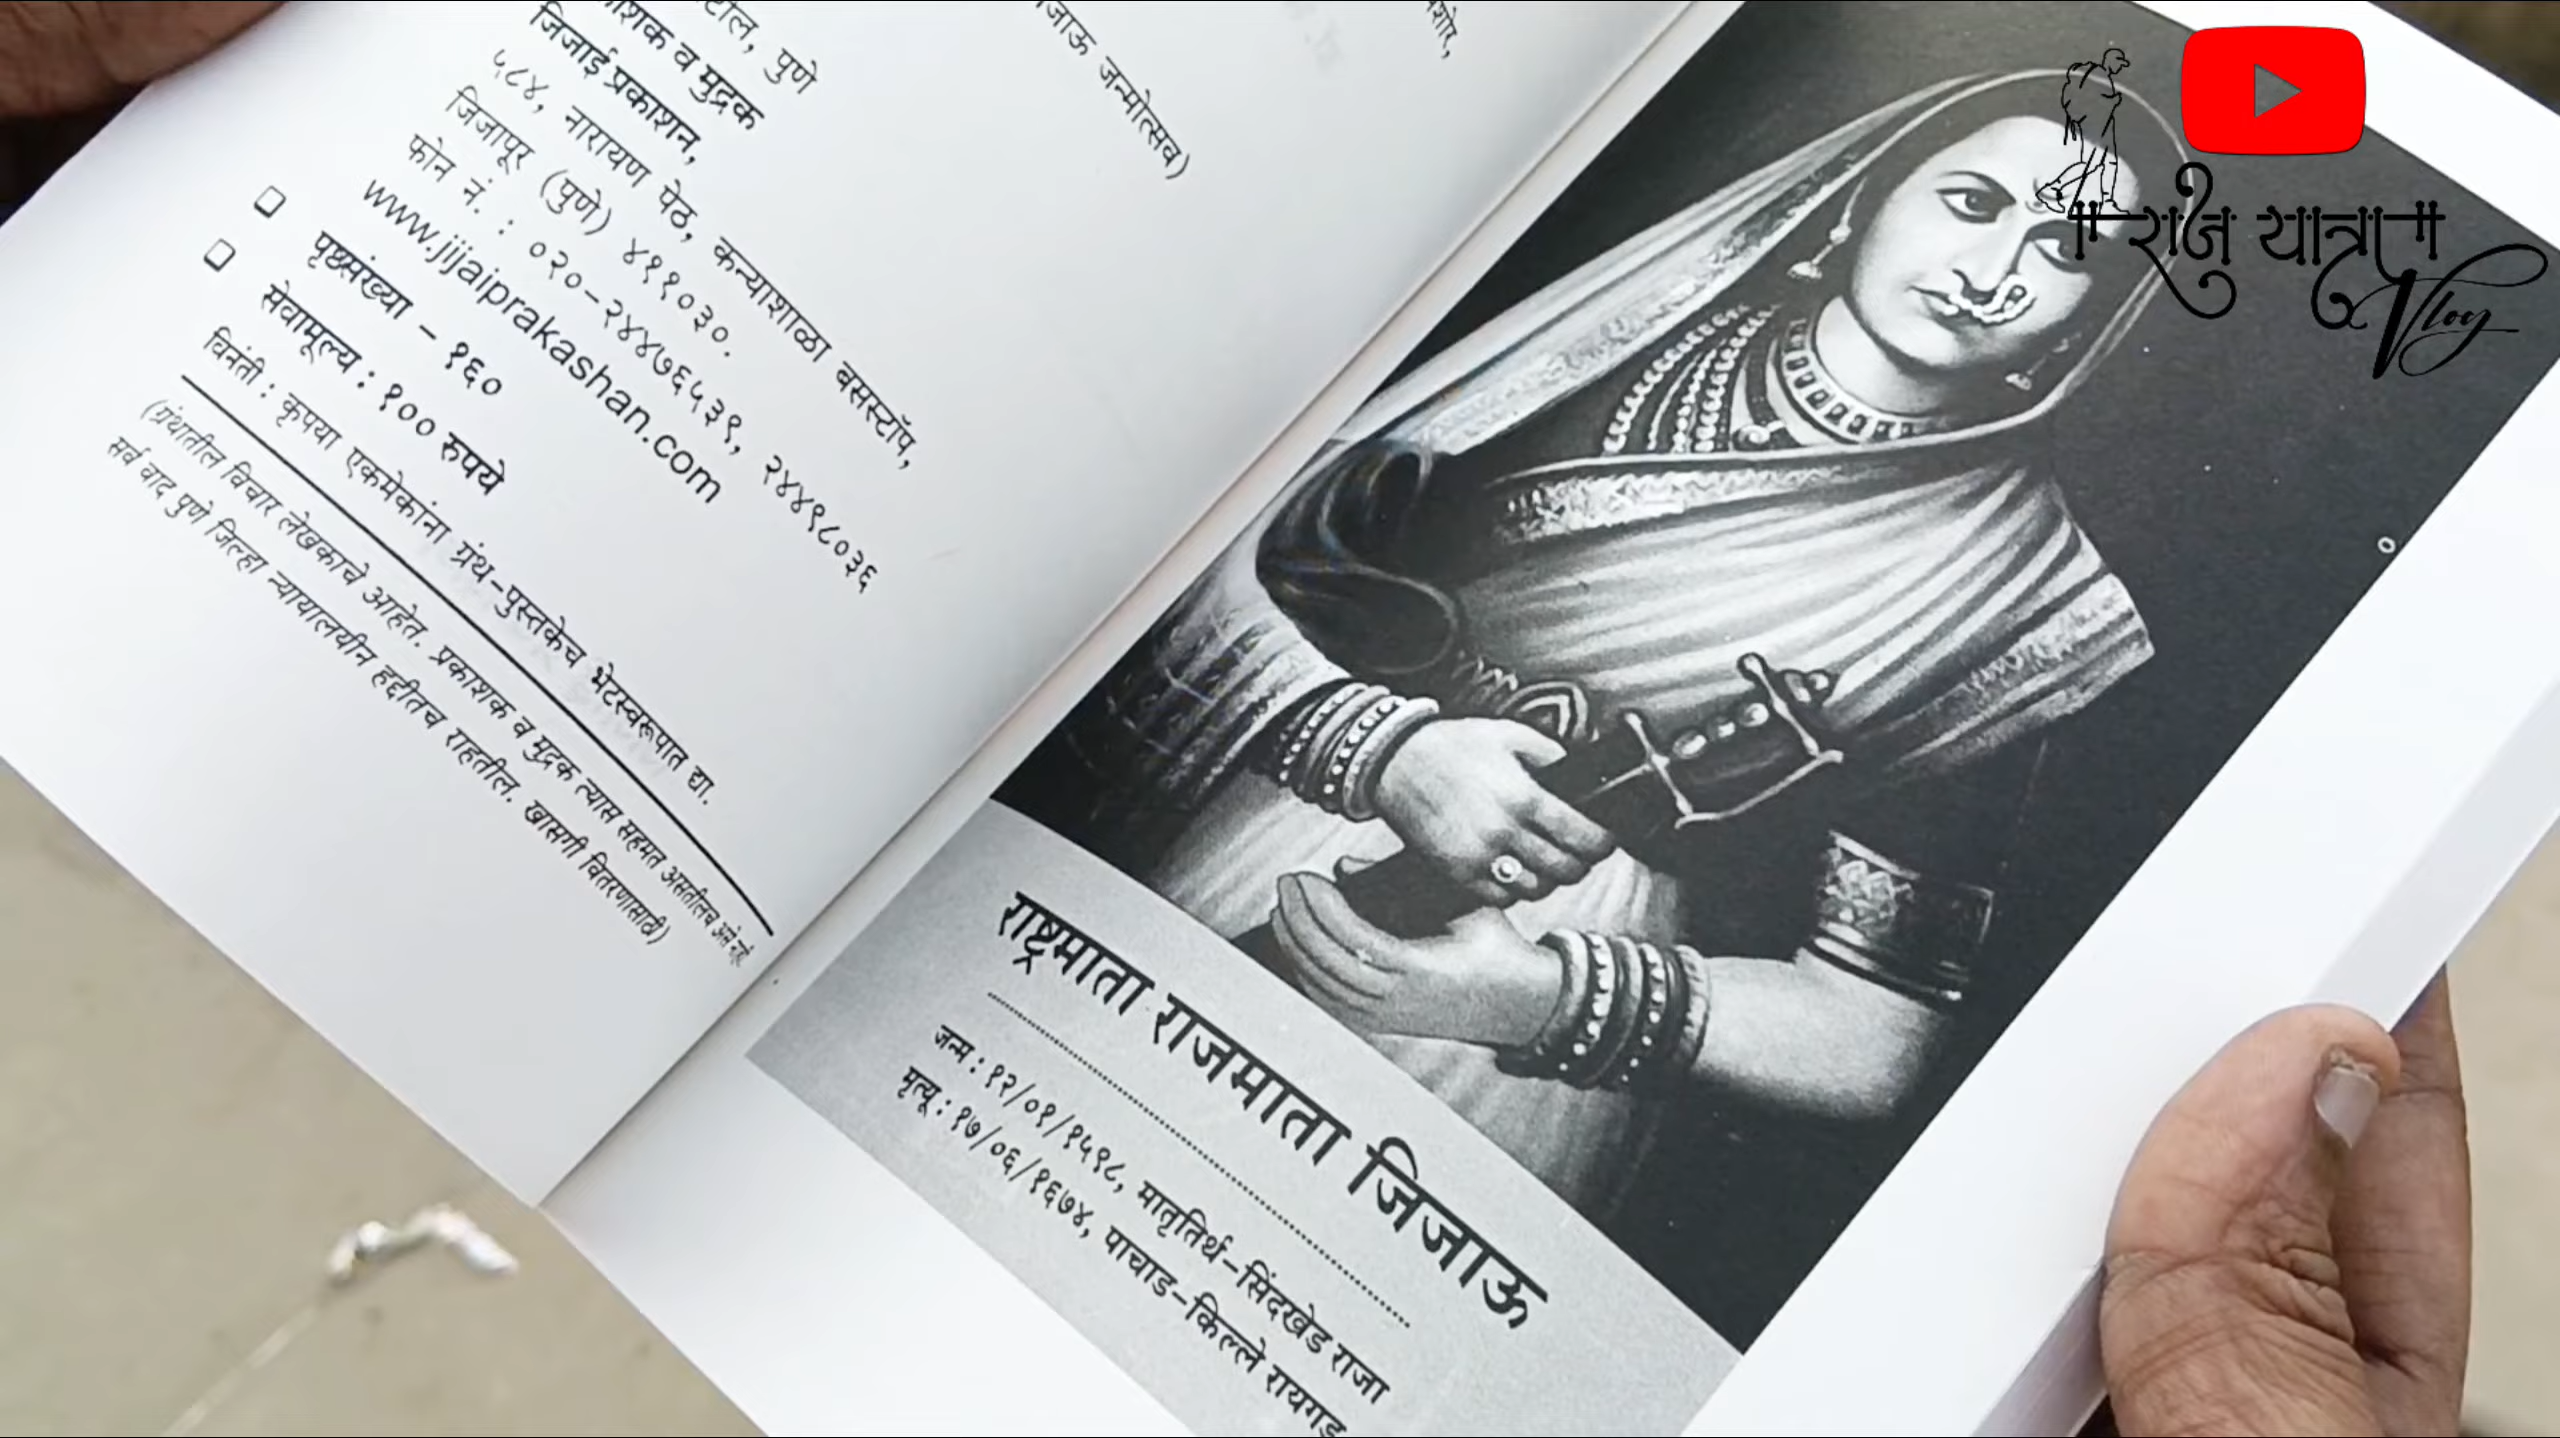 जाऊ जन्मोत्सव)
पुणे
व मुद्रक
जिजाई प्रकाशन,
५८४, नारायण पेठ, कन्याशाळा बसस्टॉप,
जिजापूर (पुणे) ४११०३०.
फोन नं. : ०२०-२४४७६५३९, २४४९८०३६
www.jijaiprakashan.com
पृष्ठसंख्या - १६०
सेवामूल्य : १०० रुपये
विनंती : कृपया एकमेकांना ग्रंथ-पुस्तकेच भेटस्वरूपात द्या.
(ग्रंथातील विचार लेखकाचे आहेत. प्रकाशक व मुद्रक त्यास सहमत असतीलच असे नाही.
सर्व वाद पुणे जिल्हा न्यायालयीन हद्दीतच राहतील. खासगी वितरणासाठी)
राष्ट्रमाता राजमाता जिजाऊ
जन्म : १२/०१/१५९८, मातृतिर्थ-सिंदखेड राजा
मृत्यू : १७/०६/१६७४, पाचाड-किल्ले रायगड
॥ राजे यात्रा ॥
Vlog